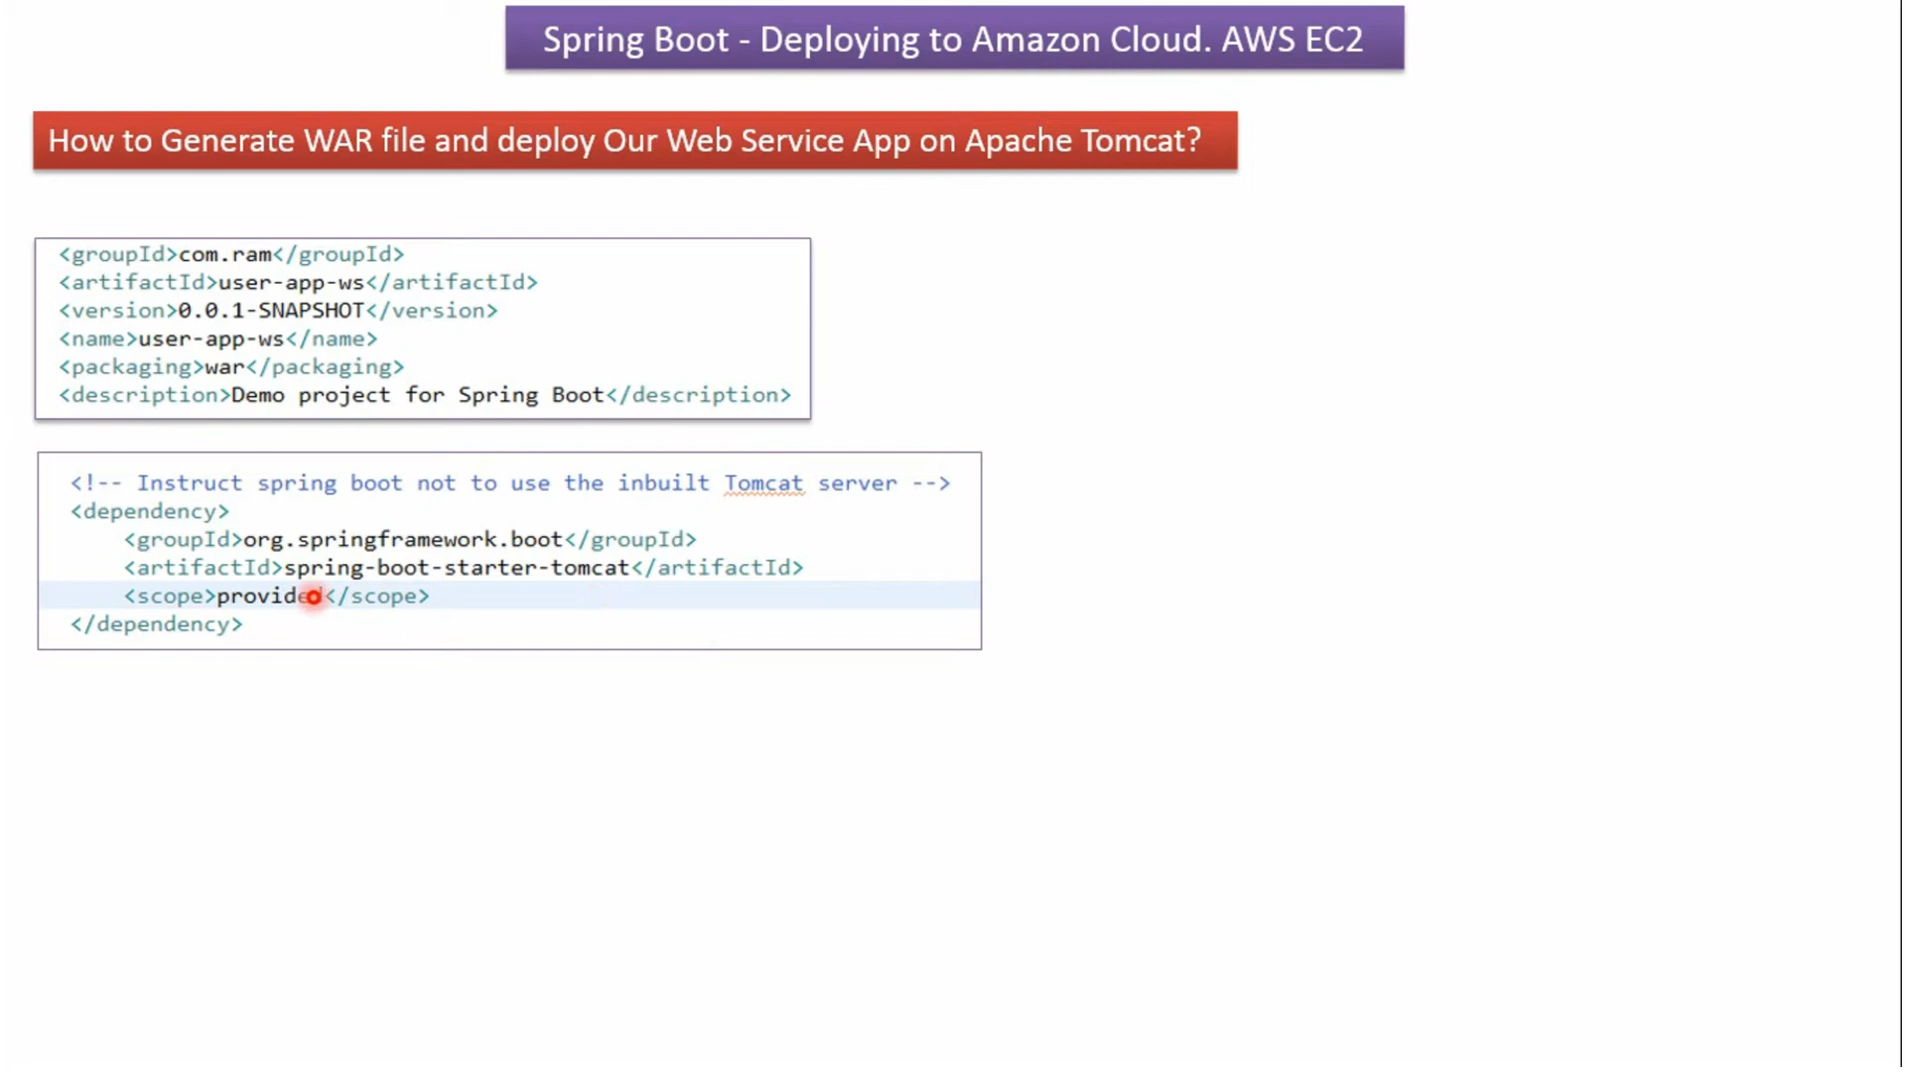 Spring Boot - Deploying to Amazon Cloud. AWS EC2
How to Generate WAR file and deploy Our Web Service App on Apache Tomcat?
<groupId>com.ram</groupId>
<artifactId>user-app-ws</artifactId>
<version>0.0.1-SNAPSHOT</version>
<name>user-app-ws</name>
<packaging>war</packaging>
<description>Demo project for Spring Boot</description>
<!-- Instruct spring boot not to use the inbuilt Tomcat server -->
<dependency>
<groupId>org.springframework.boot</groupId>
<artifactId>spring-boot-starter-tomcat</artifactId>
<scope>provided</scope>
</dependency>